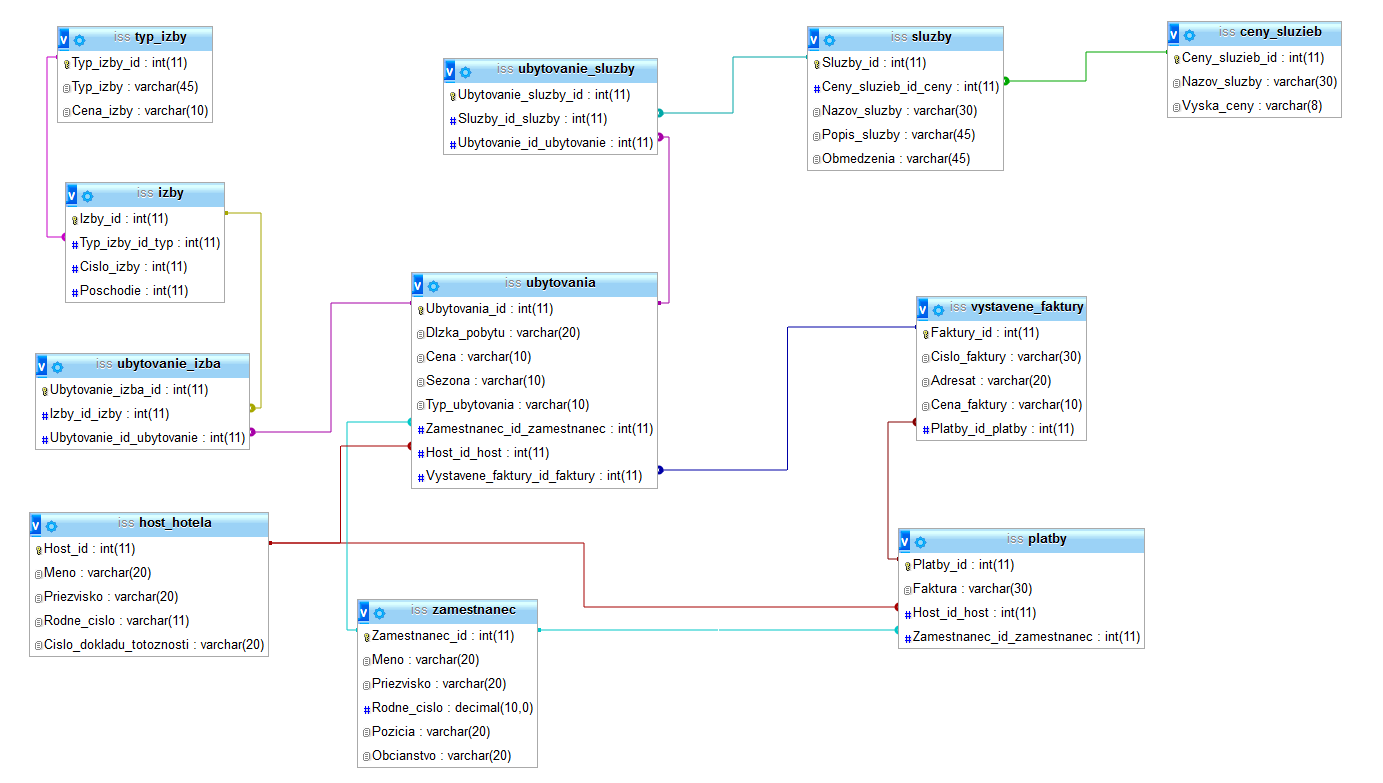 iss typ_izby
Typ_izby_id : int(11)
Typ_izby : varchar(45)
Cena_izby : varchar(10)
iss ubytovanie_sluzby
Ubytovanie_sluzby_id : int(11)
Sluzby_id_sluzby : int(11)
Ubytovanie_id_ubytovanie : int(11)
iss sluzby
Sluzby_id : int(11)
Ceny_sluzieb_id_ceny : int(11)
Nazov_sluzby : varchar(30)
Popis_sluzby : varchar(45)
Obmedzenia : varchar(45)
iss ceny_sluzieb
Ceny_sluzieb_id : int(11)
Nazov_sluzby : varchar(30)
Vyska_ceny : varchar(8)
iss izby
Izby_id : int(11)
Typ_izby_id_typ : int(11)
Cislo_izby : int(11)
Poschodie : int(11)
iss ubytovania
Ubytovania_id : int(11)
Dlzka_pobytu : varchar(20)
Cena : varchar(10)
Sezona : varchar(10)
Typ_ubytovania : varchar(10)
Zamestnanec_id_zamestnanec : int(11)
Host_id_host : int(11)
Vystavene_faktury_id_faktury : int(11)
iss vystavene_faktury
Faktury_id : int(11)
Cislo_faktury : varchar(30)
Adresat : varchar(20)
Cena_faktury : varchar(10)
Platby_id_platby : int(11)
iss ubytovanie_izba
Ubytovanie_izba_id : int(11)
Izby_id_izby : int(11)
Ubytovanie_id_ubytovanie : int(11)
iss host_hotela
Host_id : int(11)
Meno : varchar(20)
Priezvisko : varchar(20)
Rodne_cislo : varchar(11)
Cislo_dokladu_totoznosti : varchar(20)
iss zamestnanec
Zamestnanec_id : int(11)
Meno : varchar(20)
Priezvisko : varchar(20)
Rodne_cislo : decimal(10,0)
Pozicia : varchar(20)
Obcianstvo : varchar(20)
iss platby
Platby_id : int(11)
Faktura : varchar(30)
Host_id_host : int(11)
Zamestnanec_id_zamestnanec : int(11)